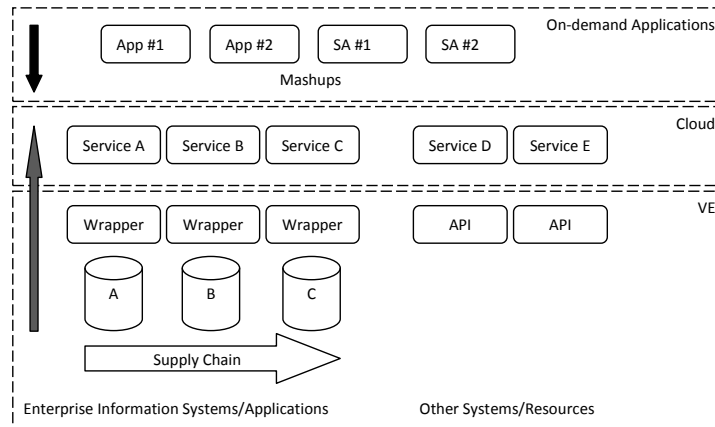 On-demand Applications
App #1 App #2 SA #1 SA #2
Mashups
Cloud
Service A Service B Service C Service D Service E
VE
Wrapper Wrapper Wrapper API API
A B C
Supply Chain
Enterprise Information Systems/Applications Other Systems/Resources